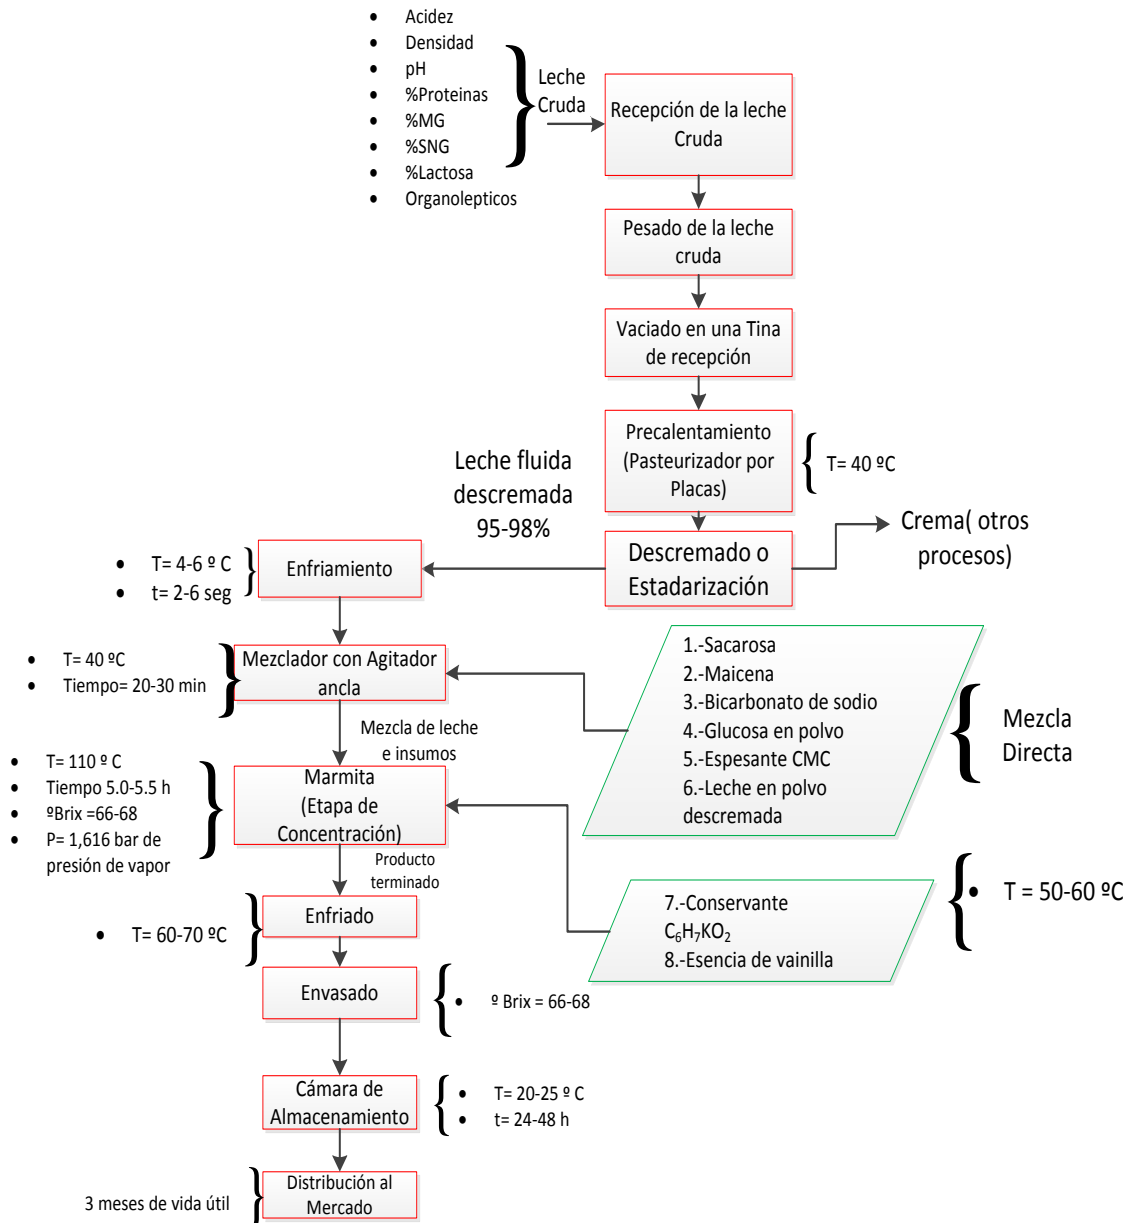 • Acidez
• Densidad
• pH
• %Proteinas
• %MG
• %SNG
• %Lactosa
• Organolepticos
Leche
Cruda
Recepción de la leche
Cruda
Pesado de la leche
cruda
Vaciado en una Tina
de recepción
Precalentamiento
(Pasteurizador por
Placas)
T= 40 ºC
Leche fluida
descremada
95-98%
Descremado o
Estadarización
Crema( otros
procesos)
• T= 4-6 º C
• t= 2-6 seg
Enfriamiento
• T= 40 ºC
• Tiempo= 20-30 min
Mezclador con Agitador
ancla
1.-Sacarosa
2.-Maicena
3.-Bicarbonato de sodio
4.-Glucosa en polvo
5.-Espesante CMC
6.-Leche en polvo
descremada
Mezcla
Directa
Mezcla de leche
e insumos
• T= 110 º C
• Tiempo 5.0-5.5 h
• ºBrix =66-68
• P= 1,616 bar de
presión de vapor
Marmita
(Etapa de
Concentración)
Producto
terminado
7.-Conservante
C₆H₇KO₂
8.-Esencia de vainilla
• T = 50-60 ºC
• T= 60-70 ºC
Enfriado
Envasado
• º Brix = 66-68
Cámara de
Almacenamiento
• T= 20-25 º C
• t= 24-48 h
3 meses de vida útil
Distribución al
Mercado